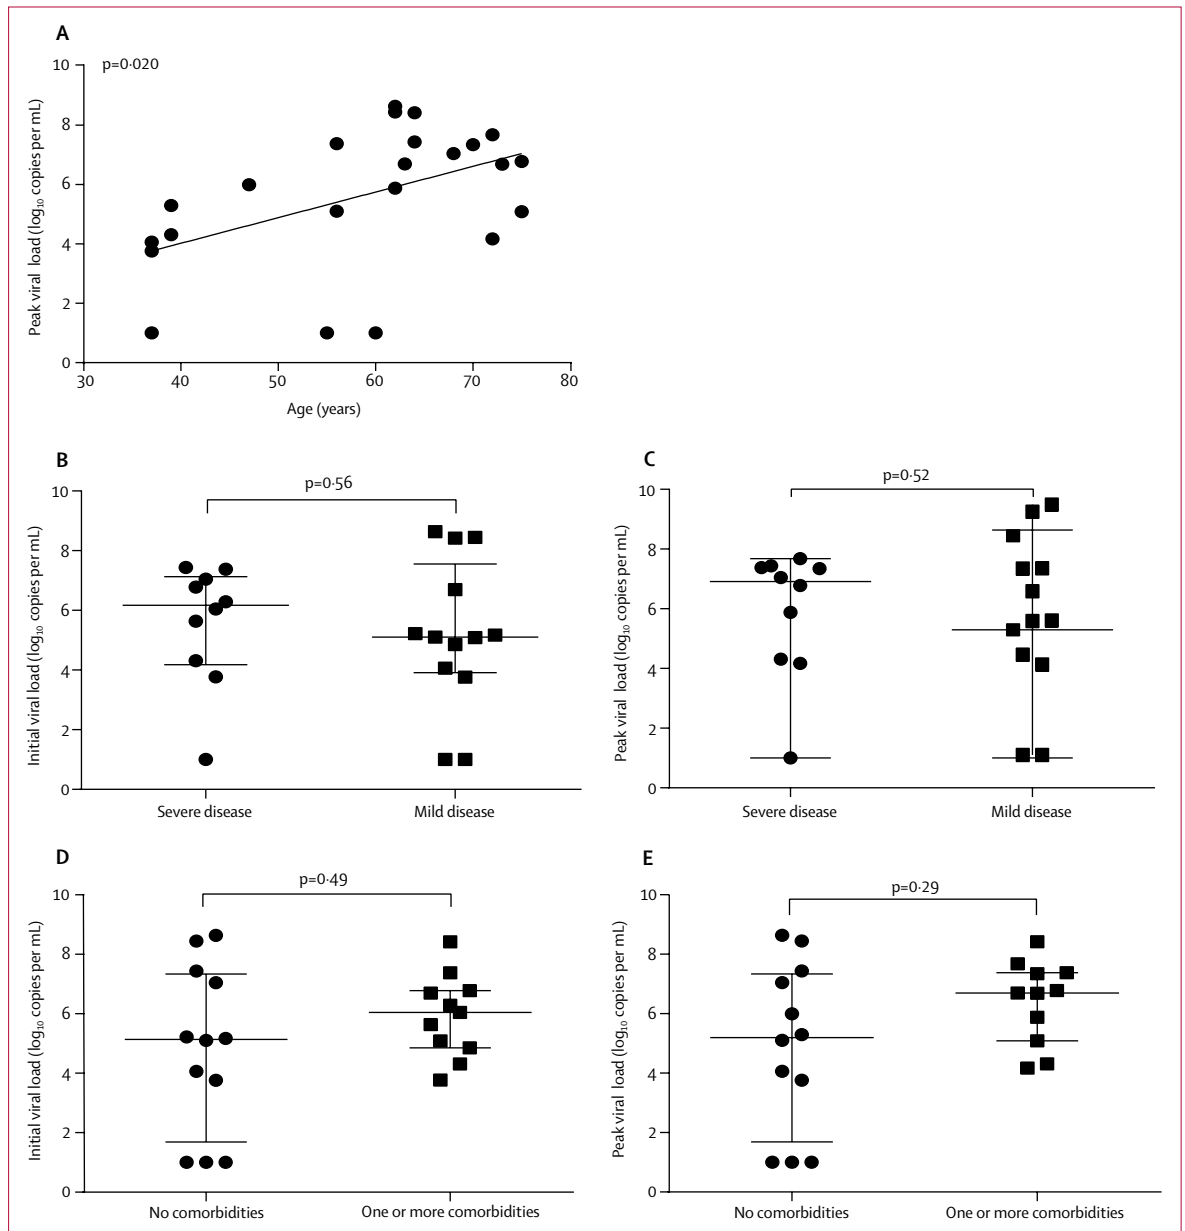 A
p=0·020
Peak viral load (log₁₀ copies per mL)
10
8
6
4
2
0
30 40 50 60 70 80
Age (years)
B
p=0·56
Initial viral load (log₁₀ copies per mL)
10
8
6
4
2
0
Severe disease Mild disease
C
p=0·52
Peak viral load (log₁₀ copies per mL)
10
8
6
4
2
0
Severe disease Mild disease
D
p=0·49
Initial viral load (log₁₀ copies per mL)
10
8
6
4
2
0
No comorbidities One or more comorbidities
E
p=0·29
Peak viral load (log₁₀ copies per mL)
10
8
6
4
2
0
No comorbidities One or more comorbidities